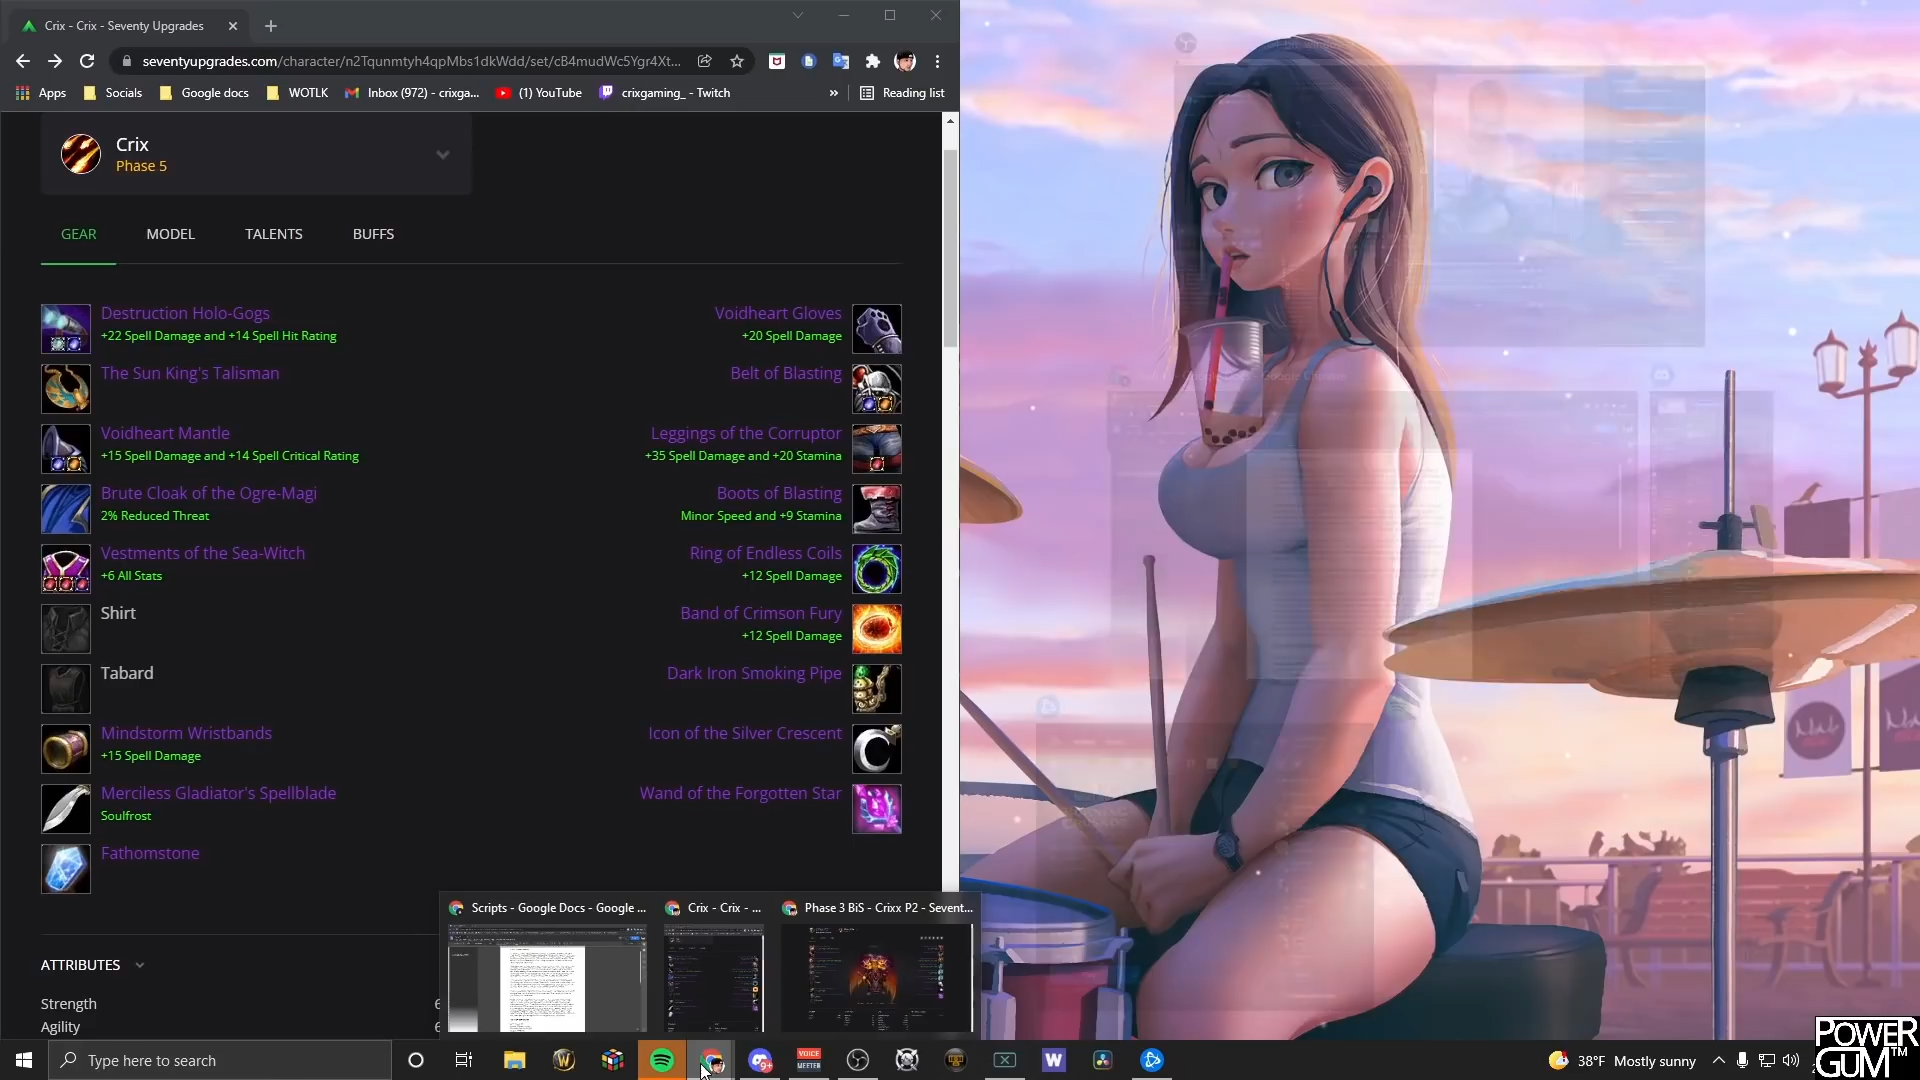 Crix - Crix - Seventy Upgrades
seventyupgrades.com/character/n2Tqunmtyh4qpMbs1dkWdd/set/cB4mudWc5Ygr4Xt...
Apps
Socials
Google docs
WOTLK
Inbox (972) - crixga...
(1) YouTube
crixgaming_ - Twitch
»
Reading list
Crix
Phase 5
GEAR
MODEL
TALENTS
BUFFS
Destruction Holo-Gogs
+22 Spell Damage and +14 Spell Hit Rating
Voidheart Gloves
+20 Spell Damage
The Sun King's Talisman
Belt of Blasting
Voidheart Mantle
+15 Spell Damage and +14 Spell Critical Rating
Leggings of the Corruptor
+35 Spell Damage and +20 Stamina
Brute Cloak of the Ogre-Magi
2% Reduced Threat
Boots of Blasting
Minor Speed and +9 Stamina
Vestments of the Sea-Witch
+6 All Stats
Ring of Endless Coils
+12 Spell Damage
Shirt
Band of Crimson Fury
+12 Spell Damage
Tabard
Dark Iron Smoking Pipe
Mindstorm Wristbands
+15 Spell Damage
Icon of the Silver Crescent
Merciless Gladiator's Spellblade
Soulfrost
Wand of the Forgotten Star
Fathomstone
Scripts - Google Docs - Google ...
Crix - Crix - ...
Phase 3 BiS - Crixx P2 - Sevent...
ATTRIBUTES
Strength
6
Agility
6
Type here to search
9+
VOICE
MEETER
W
38°F Mostly sunny
POWER
GUM™